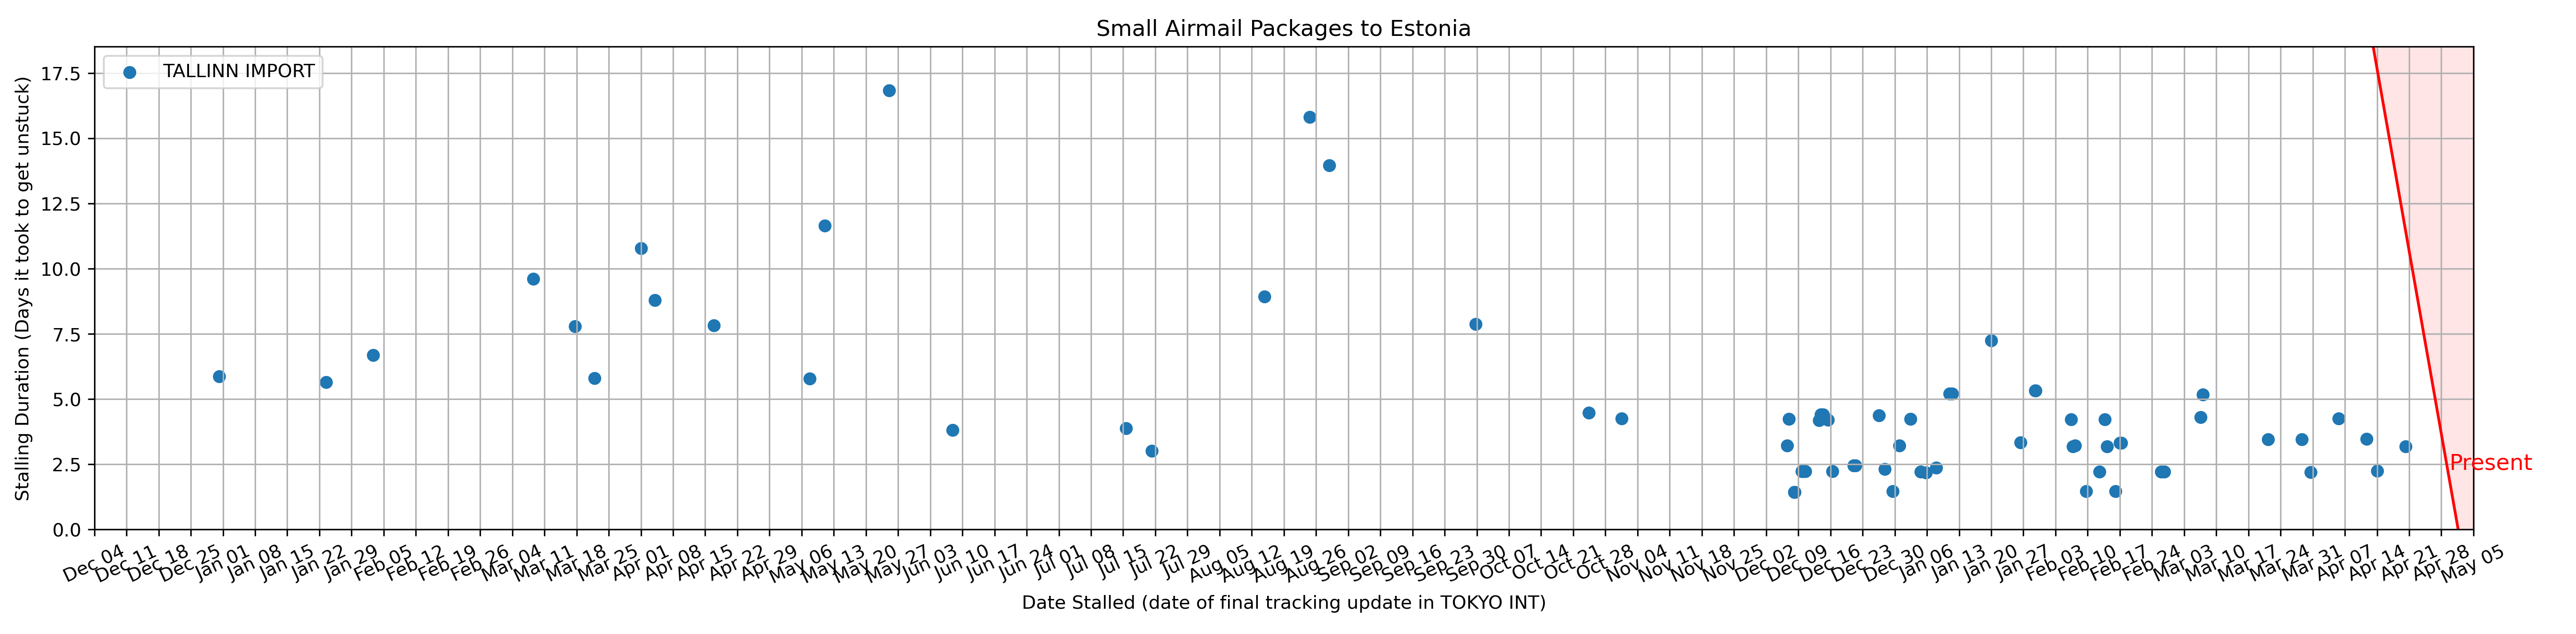 Small Airmail Packages to Estonia
TALLINN IMPORT
Stalling Duration (Days it took to get unstuck)
17.5
15.0
12.5
10.0
7.5
5.0
2.5
0.0
Present
Dec 04 Dec 11 Dec 18 Dec 25 Jan 01 Jan 08 Jan 15 Jan 22 Jan 29 Feb 05 Feb 12 Feb 19 Feb 26 Mar 04 Mar 11 Mar 18 Mar 25 Apr 01 Apr 08 Apr 15 Apr 22 Apr 29 May 06 May 13 May 20 May 27 Jun 03 Jun 10 Jun 17 Jun 24 Jul 01 Jul 08 Jul 15 Jul 22 Jul 29 Aug 05 Aug 12 Aug 19 Aug 26 Sep 02 Sep 09 Sep 16 Sep 23 Sep 30 Oct 07 Oct 14 Oct 21 Oct 28 Nov 04 Nov 11 Nov 18 Nov 25 Dec 02 Dec 09 Dec 16 Dec 23 Dec 30 Jan 06 Jan 13 Jan 20 Jan 27 Feb 03 Feb 10 Feb 17 Feb 24 Mar 03 Mar 10 Mar 17 Mar 24 Mar 31 Apr 07 Apr 14 Apr 21 Apr 28 May 05
Date Stalled (date of final tracking update in TOKYO INT)